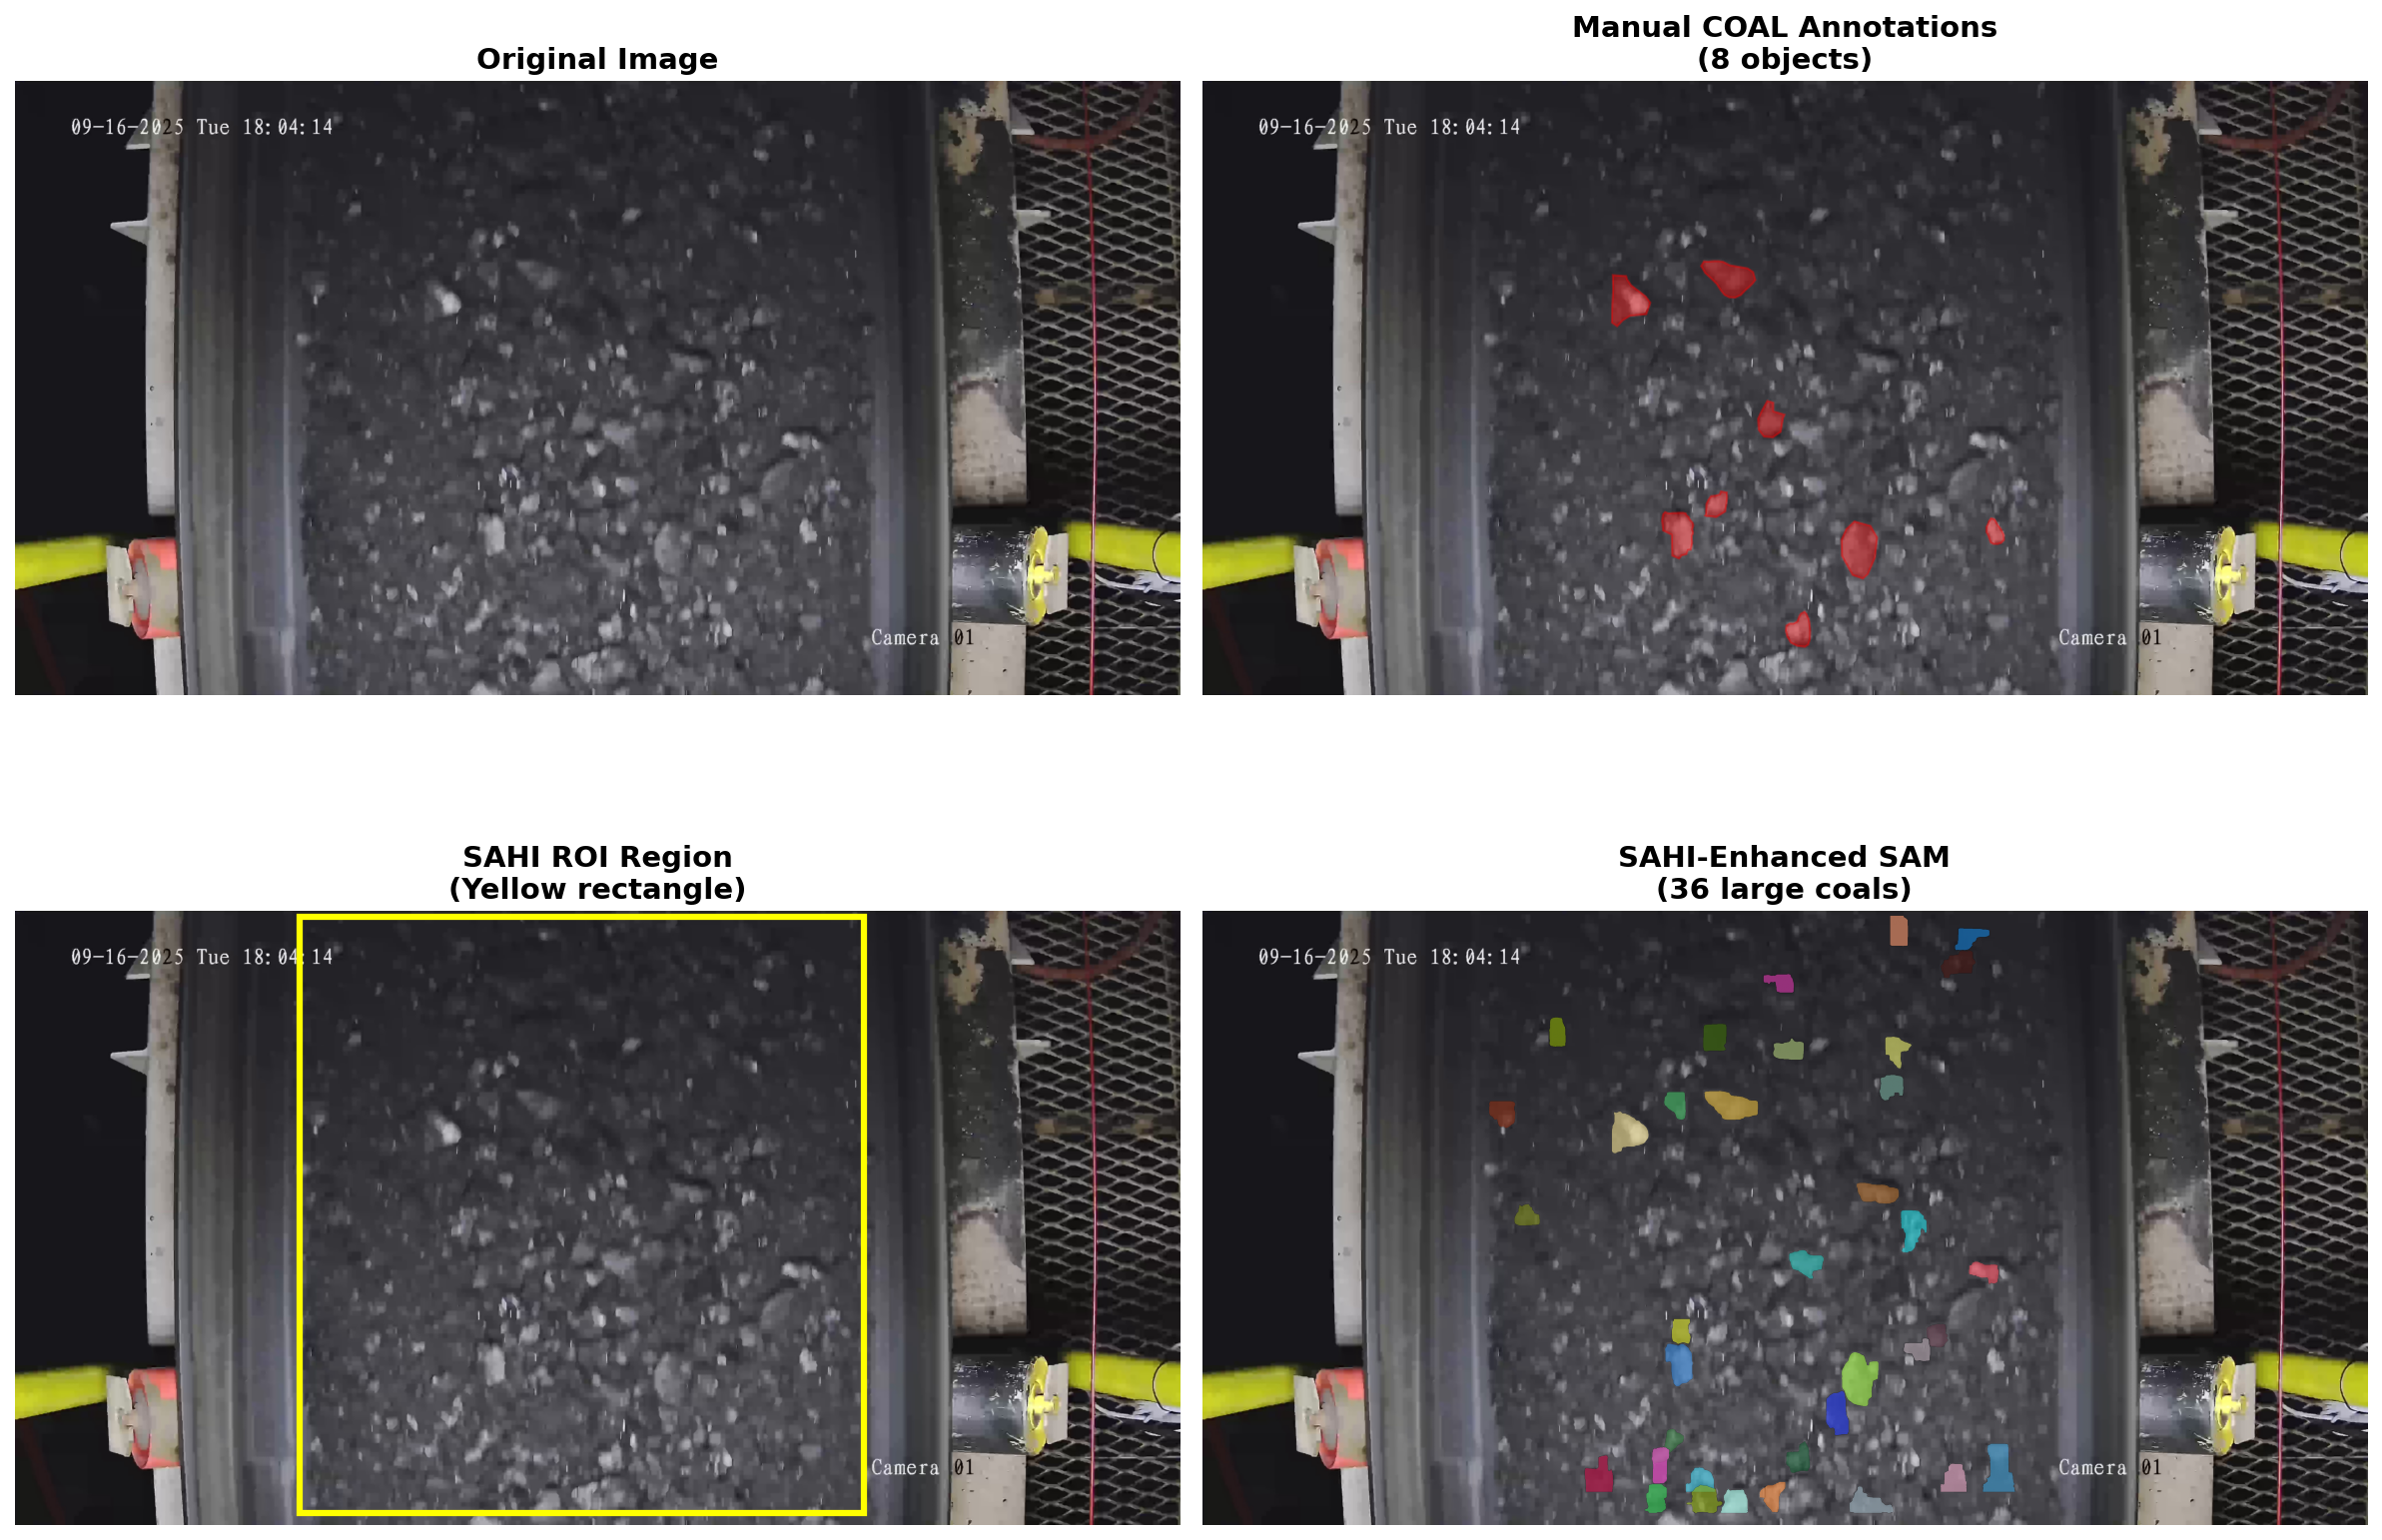 Original Image
09-16-2025 Tue 18:04:14
Camera 01
Manual COAL Annotations
(8 objects)
09-16-2025 Tue 18:04:14
Camera 01
SAHI ROI Region
(Yellow rectangle)
09-16-2025 Tue 18:04:14
Camera 01
SAHI-Enhanced SAM
(36 large coals)
09-16-2025 Tue 18:04:14
Camera 01